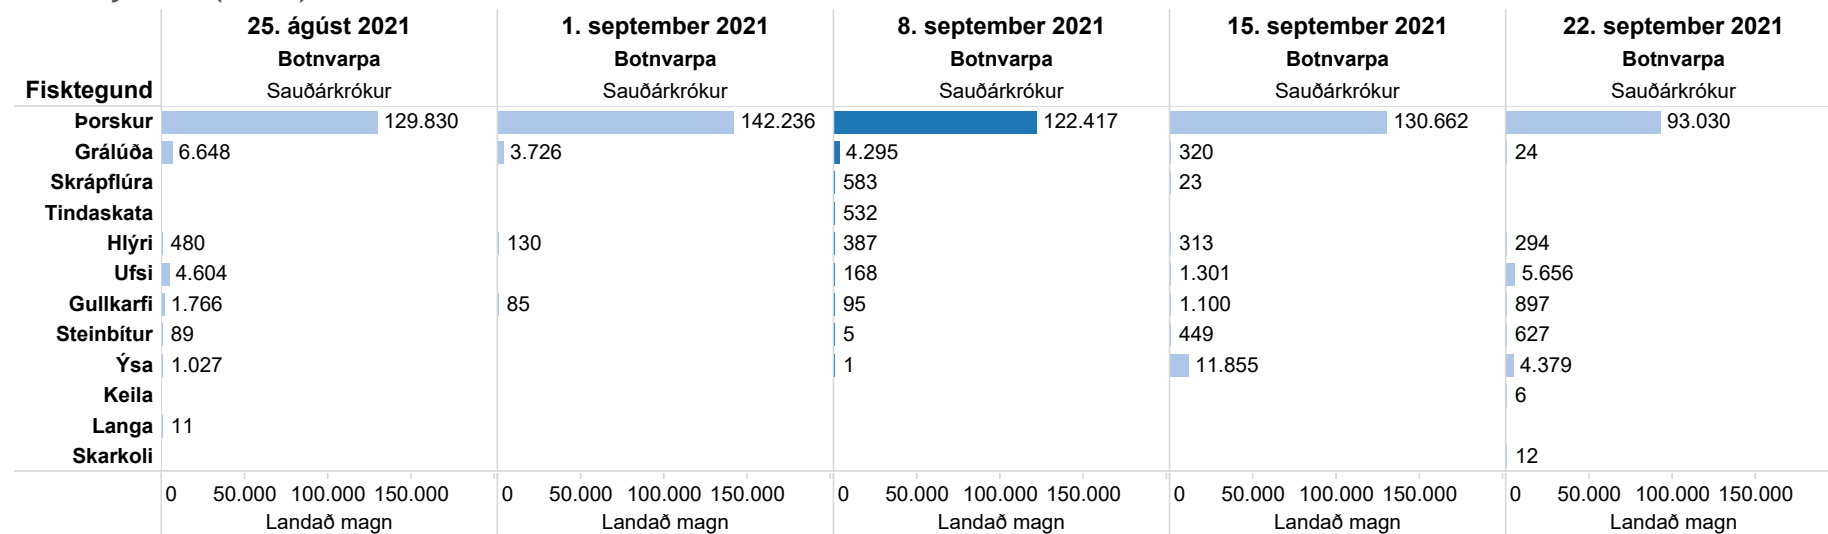 25. ágúst 2021 1. september 2021 8. september 2021 15. september 2021 22. september 2021
Botnvarpa Botnvarpa Botnvarpa Botnvarpa Botnvarpa
Fisktegund Sauðárkrókur Sauðárkrókur Sauðárkrókur Sauðárkrókur Sauðárkrókur
Þorskur 129.830 142.236 122.417 130.662 93.030
Grálúða 6.648 3.726 4.295 320 24
Skrápflúra 583 23
Tindaskata 532
Hlýri 480 130 387 313 294
Ufsi 4.604 168 1.301 5.656
Gullkarfi 1.766 85 95 1.100 897
Steinbítur 89 5 449 627
Ýsa 1.027 1 11.855 4.379
Keila 6
Langa 11
Skarkoli 12
0 50.000 100.000 150.000 0 50.000 100.000 150.000 0 50.000 100.000 150.000 0 50.000 100.000 150.000 0 50.000 100.000 150.000
Landað magn Landað magn Landað magn Landað magn Landað magn